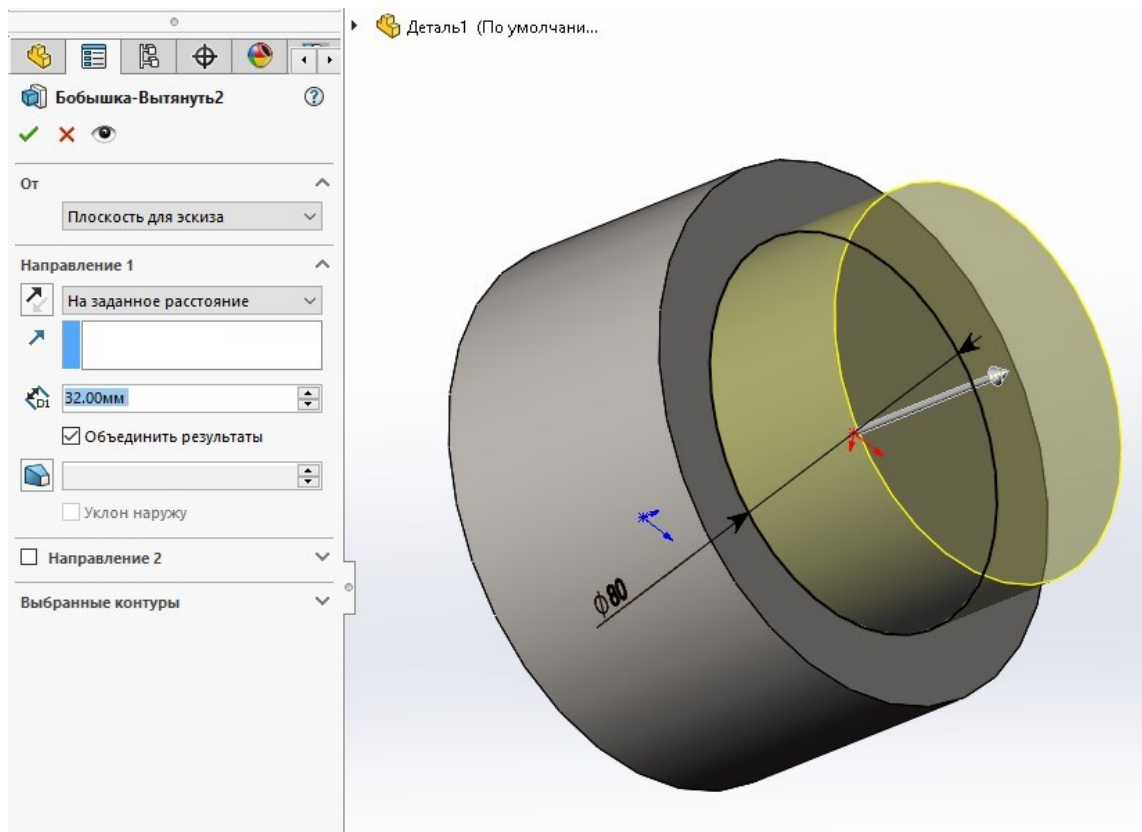 Деталь1 (По умолчани...
Бобышка-Вытянуть2
От
Плоскость для эскиза
Направление 1
На заданное расстояние
D1
32.00мм
Объединить результаты
Уклон наружу
Направление 2
Выбранные контуры
ϕ80